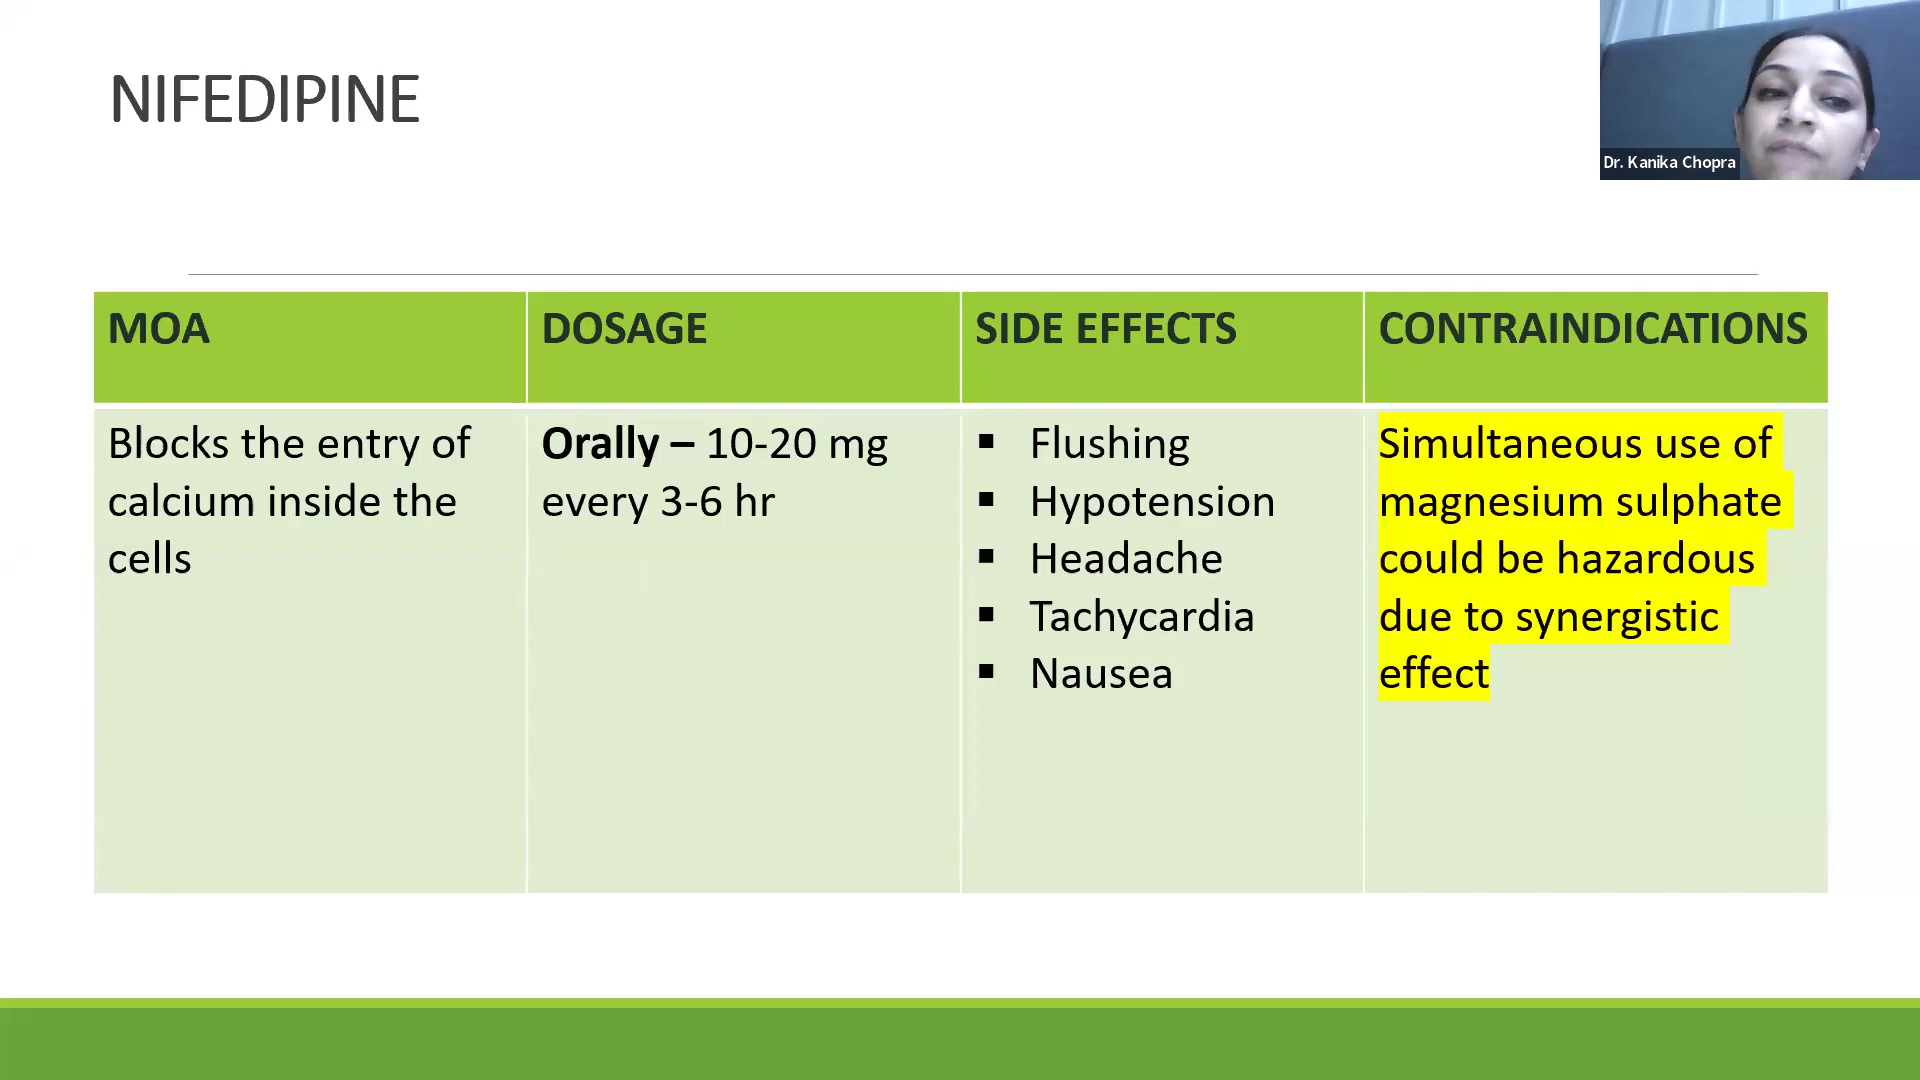 NIFEDIPINE
Dr. Kanika Chopra
MOA
DOSAGE
SIDE EFFECTS
CONTRAINDICATIONS
Blocks the entry of
calcium inside the
cells
Orally – 10-20 mg
every 3-6 hr
▪ Flushing
▪ Hypotension
▪ Headache
▪ Tachycardia
▪ Nausea
Simultaneous use of
magnesium sulphate
could be hazardous
due to synergistic
effect